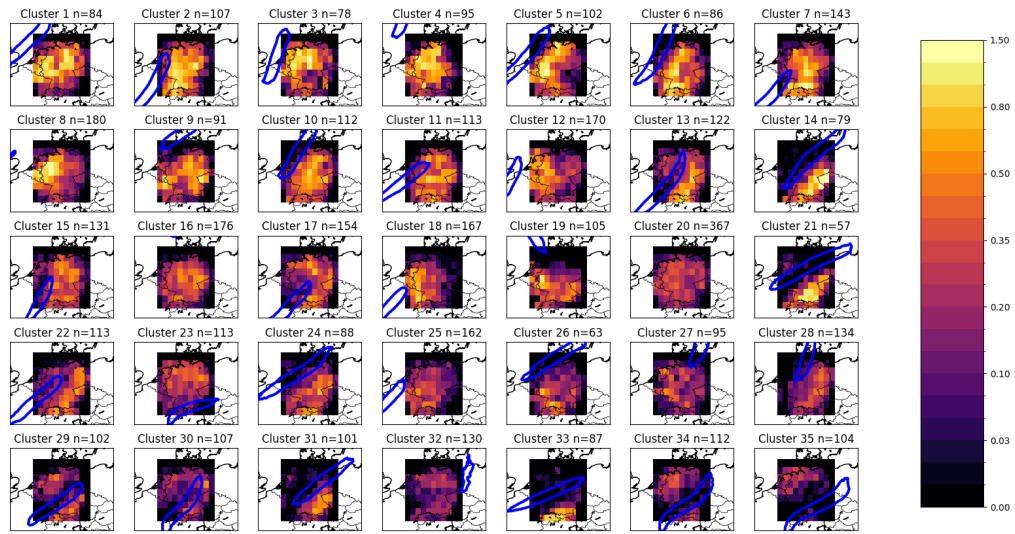 Cluster 1 n=84 Cluster 2 n=107 Cluster 3 n=78 Cluster 4 n=95 Cluster 5 n=102 Cluster 6 n=86 Cluster 7 n=143
Cluster 8 n=180 Cluster 9 n=91 Cluster 10 n=112 Cluster 11 n=113 Cluster 12 n=170 Cluster 13 n=122 Cluster 14 n=79
Cluster 15 n=131 Cluster 16 n=176 Cluster 17 n=154 Cluster 18 n=167 Cluster 19 n=105 Cluster 20 n=367 Cluster 21 n=57
Cluster 22 n=113 Cluster 23 n=113 Cluster 24 n=88 Cluster 25 n=162 Cluster 26 n=63 Cluster 27 n=95 Cluster 28 n=134
Cluster 29 n=102 Cluster 30 n=107 Cluster 31 n=101 Cluster 32 n=130 Cluster 33 n=87 Cluster 34 n=112 Cluster 35 n=104
1.50
0.80
0.50
0.35
0.20
0.10
0.03
0.00